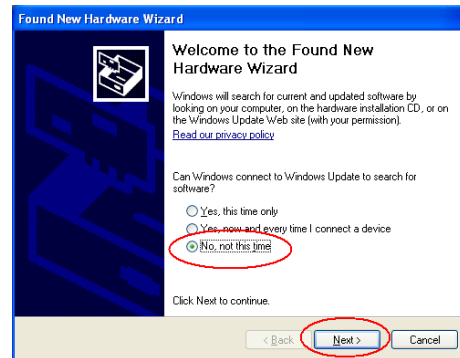 Found New Hardware Wizard
Welcome to the Found New
Hardware Wizard
Windows will search for current and updated software by
looking on your computer, on the hardware installation CD, or on
the Windows Update Web site (with your permission).
Read our privacy policy
Can Windows connect to Windows Update to search for
software?
Yes, this time only
Yes, now and every time I connect a device
No, not this time
Click Next to continue.
< Back
Next >
Cancel